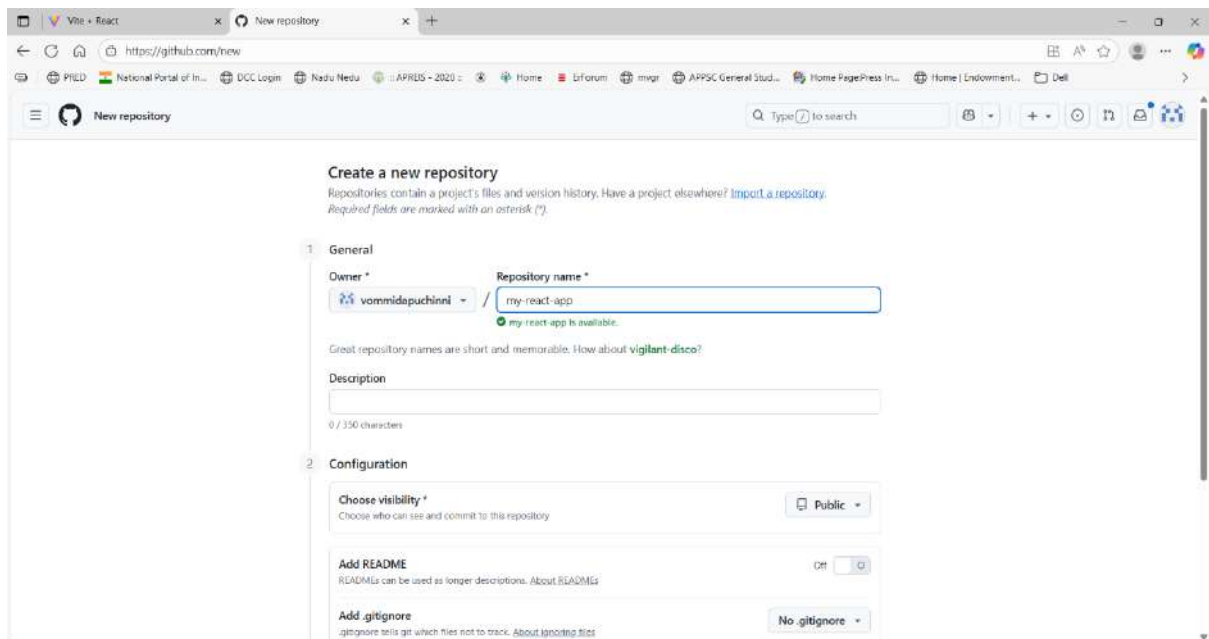 Vite + React
New repository
https://github.com/new
PRED National Portal of In... DCC Login Nadu Nedu :: APREIS - 2020 :: Home Erforum mvgr APPSC General Stud... Home Page:Press In... Home | Endowment... Dell
New repository
Type / to search
Create a new repository
Repositories contain a project's files and version history. Have a project elsewhere? Import a repository.
Required fields are marked with an asterisk (*).
1 General
Owner * Repository name *
vommidapuchinni / my-react-app
my-react-app is available.
Great repository names are short and memorable. How about vigilant-disco?
Description
0 / 350 characters
2 Configuration
Choose visibility *
Public
Choose who can see and commit to this repository
Add README
Off
READMEs can be used as longer descriptions. About READMEs
Add .gitignore
No .gitignore
.gitignore tells git which files not to track. About ignoring files